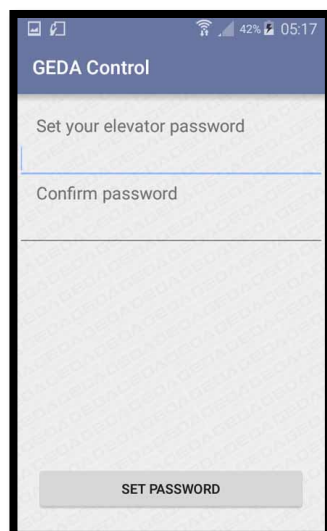 42% 05:17
GEDA Control
Set your elevator password
Confirm password
SET PASSWORD